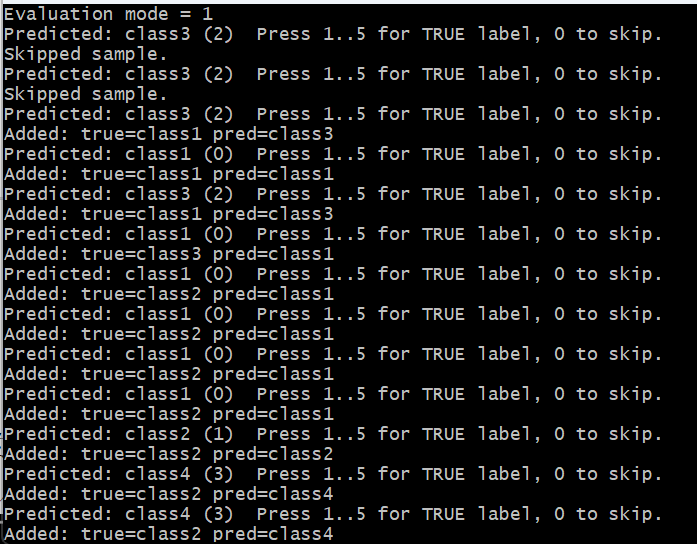 Evaluation mode = 1
Predicted: class3 (2)  Press 1..5 for TRUE label, 0 to skip.
Skipped sample.
Predicted: class3 (2)  Press 1..5 for TRUE label, 0 to skip.
Skipped sample.
Predicted: class3 (2)  Press 1..5 for TRUE label, 0 to skip.
Added: true=class1 pred=class3
Predicted: class1 (0)  Press 1..5 for TRUE label, 0 to skip.
Added: true=class1 pred=class1
Predicted: class3 (2)  Press 1..5 for TRUE label, 0 to skip.
Added: true=class1 pred=class3
Predicted: class1 (0)  Press 1..5 for TRUE label, 0 to skip.
Added: true=class3 pred=class1
Predicted: class1 (0)  Press 1..5 for TRUE label, 0 to skip.
Added: true=class2 pred=class1
Predicted: class1 (0)  Press 1..5 for TRUE label, 0 to skip.
Added: true=class2 pred=class1
Predicted: class1 (0)  Press 1..5 for TRUE label, 0 to skip.
Added: true=class2 pred=class1
Predicted: class1 (0)  Press 1..5 for TRUE label, 0 to skip.
Added: true=class2 pred=class1
Predicted: class2 (1)  Press 1..5 for TRUE label, 0 to skip.
Added: true=class2 pred=class2
Predicted: class4 (3)  Press 1..5 for TRUE label, 0 to skip.
Added: true=class2 pred=class4
Predicted: class4 (3)  Press 1..5 for TRUE label, 0 to skip.
Added: true=class2 pred=class4